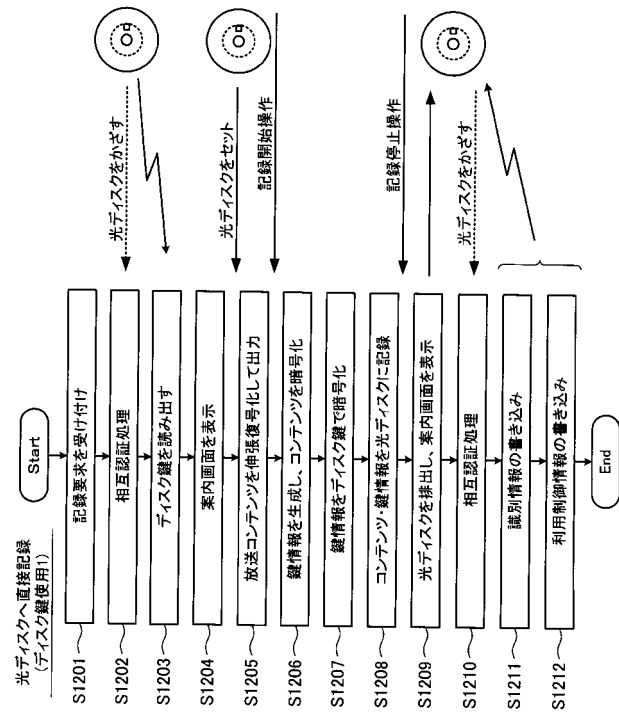 光ディスクへ直接記録
(ディスク鍵使用1)
Start
S1201
記録要求を受け付け
S1202
相互認証処理
光ディスクをかざす
S1203
ディスク鍵を読み出す
S1204
案内画面を表示
光ディスクをセット
S1205
放送コンテンツを伸張復号化して出力
記録開始操作
S1206
鍵情報を生成し、コンテンツを暗号化
S1207
鍵情報をディスク鍵で暗号化
S1208
コンテンツ・鍵情報を光ディスクに記録
記録停止操作
S1209
光ディスクを排出し、案内画面を表示
S1210
相互認証処理
光ディスクをかざす
S1211
識別情報の書き込み
S1212
利用制御情報の書き込み
End